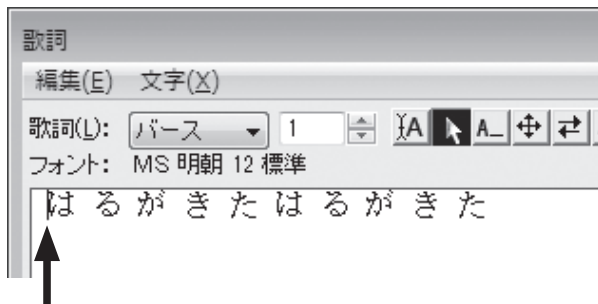 歌詞
編集(E) 文字(X)
歌詞(L): バース 1 A A_
フォント: MS 明朝 12 標準
は る が き た は る が き た